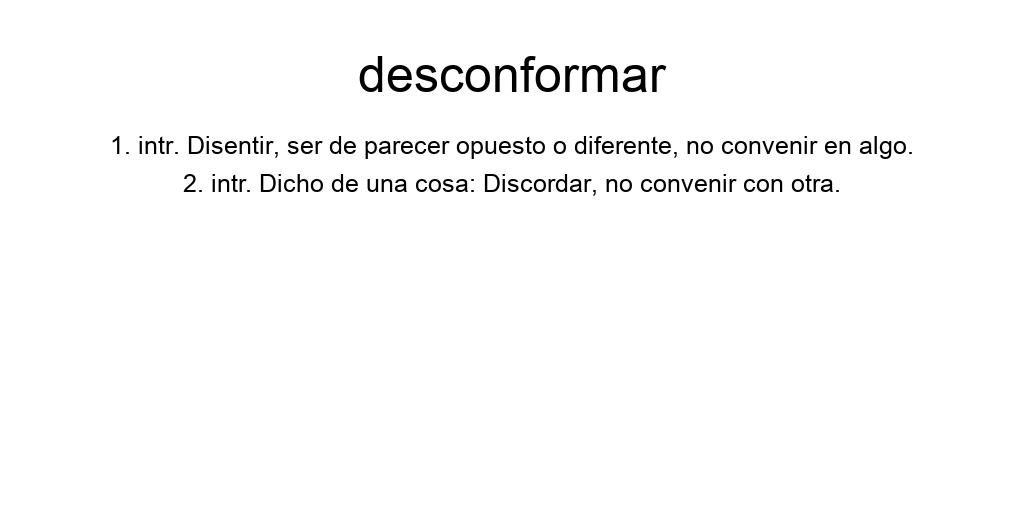 desconformar
1. intr. Disentir, ser de parecer opuesto o diferente, no convenir en algo.
2. intr. Dicho de una cosa: Discordar, no convenir con otra.